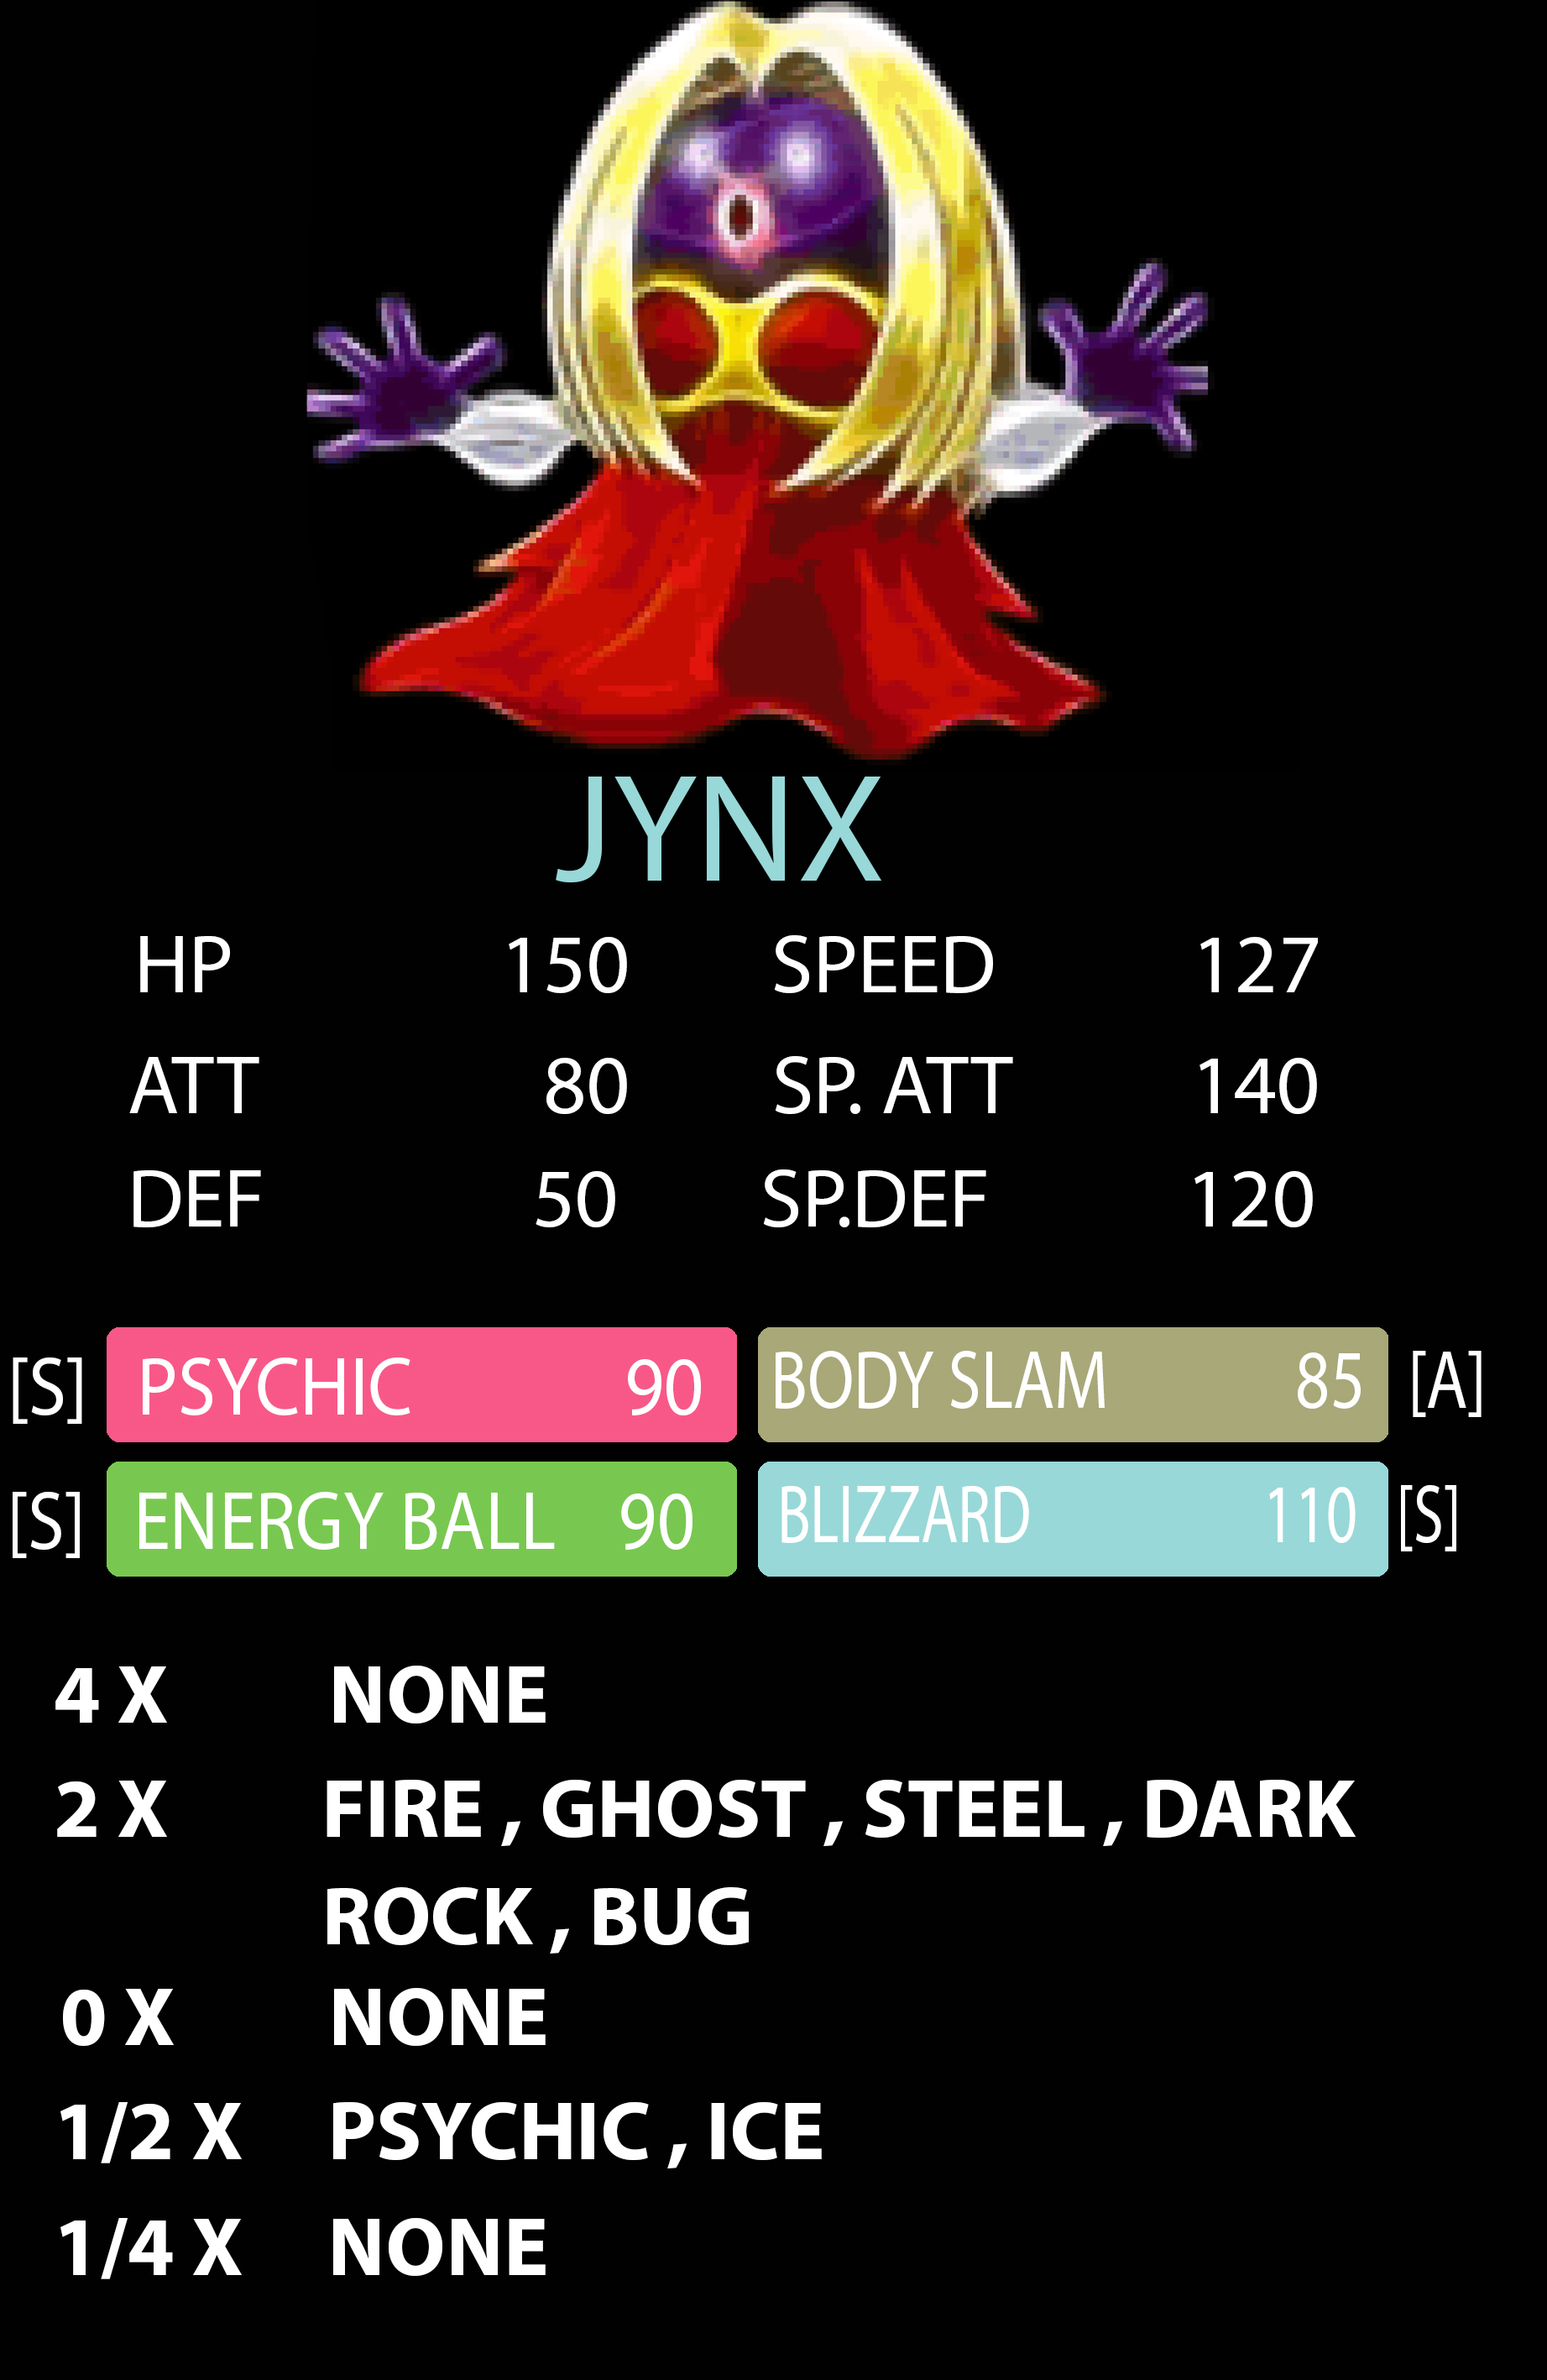 JYNX
HP 150 SPEED 127
ATT 80 SP. ATT 140
DEF 50 SP.DEF 120
[S] PSYCHIC 90 BODY SLAM 85 [A]
[S] ENERGY BALL 90 BLIZZARD 110 [S]
4 X NONE
2 X FIRE , GHOST , STEEL , DARK
ROCK , BUG
0 X NONE
1/2 X PSYCHIC , ICE
1/4 X NONE